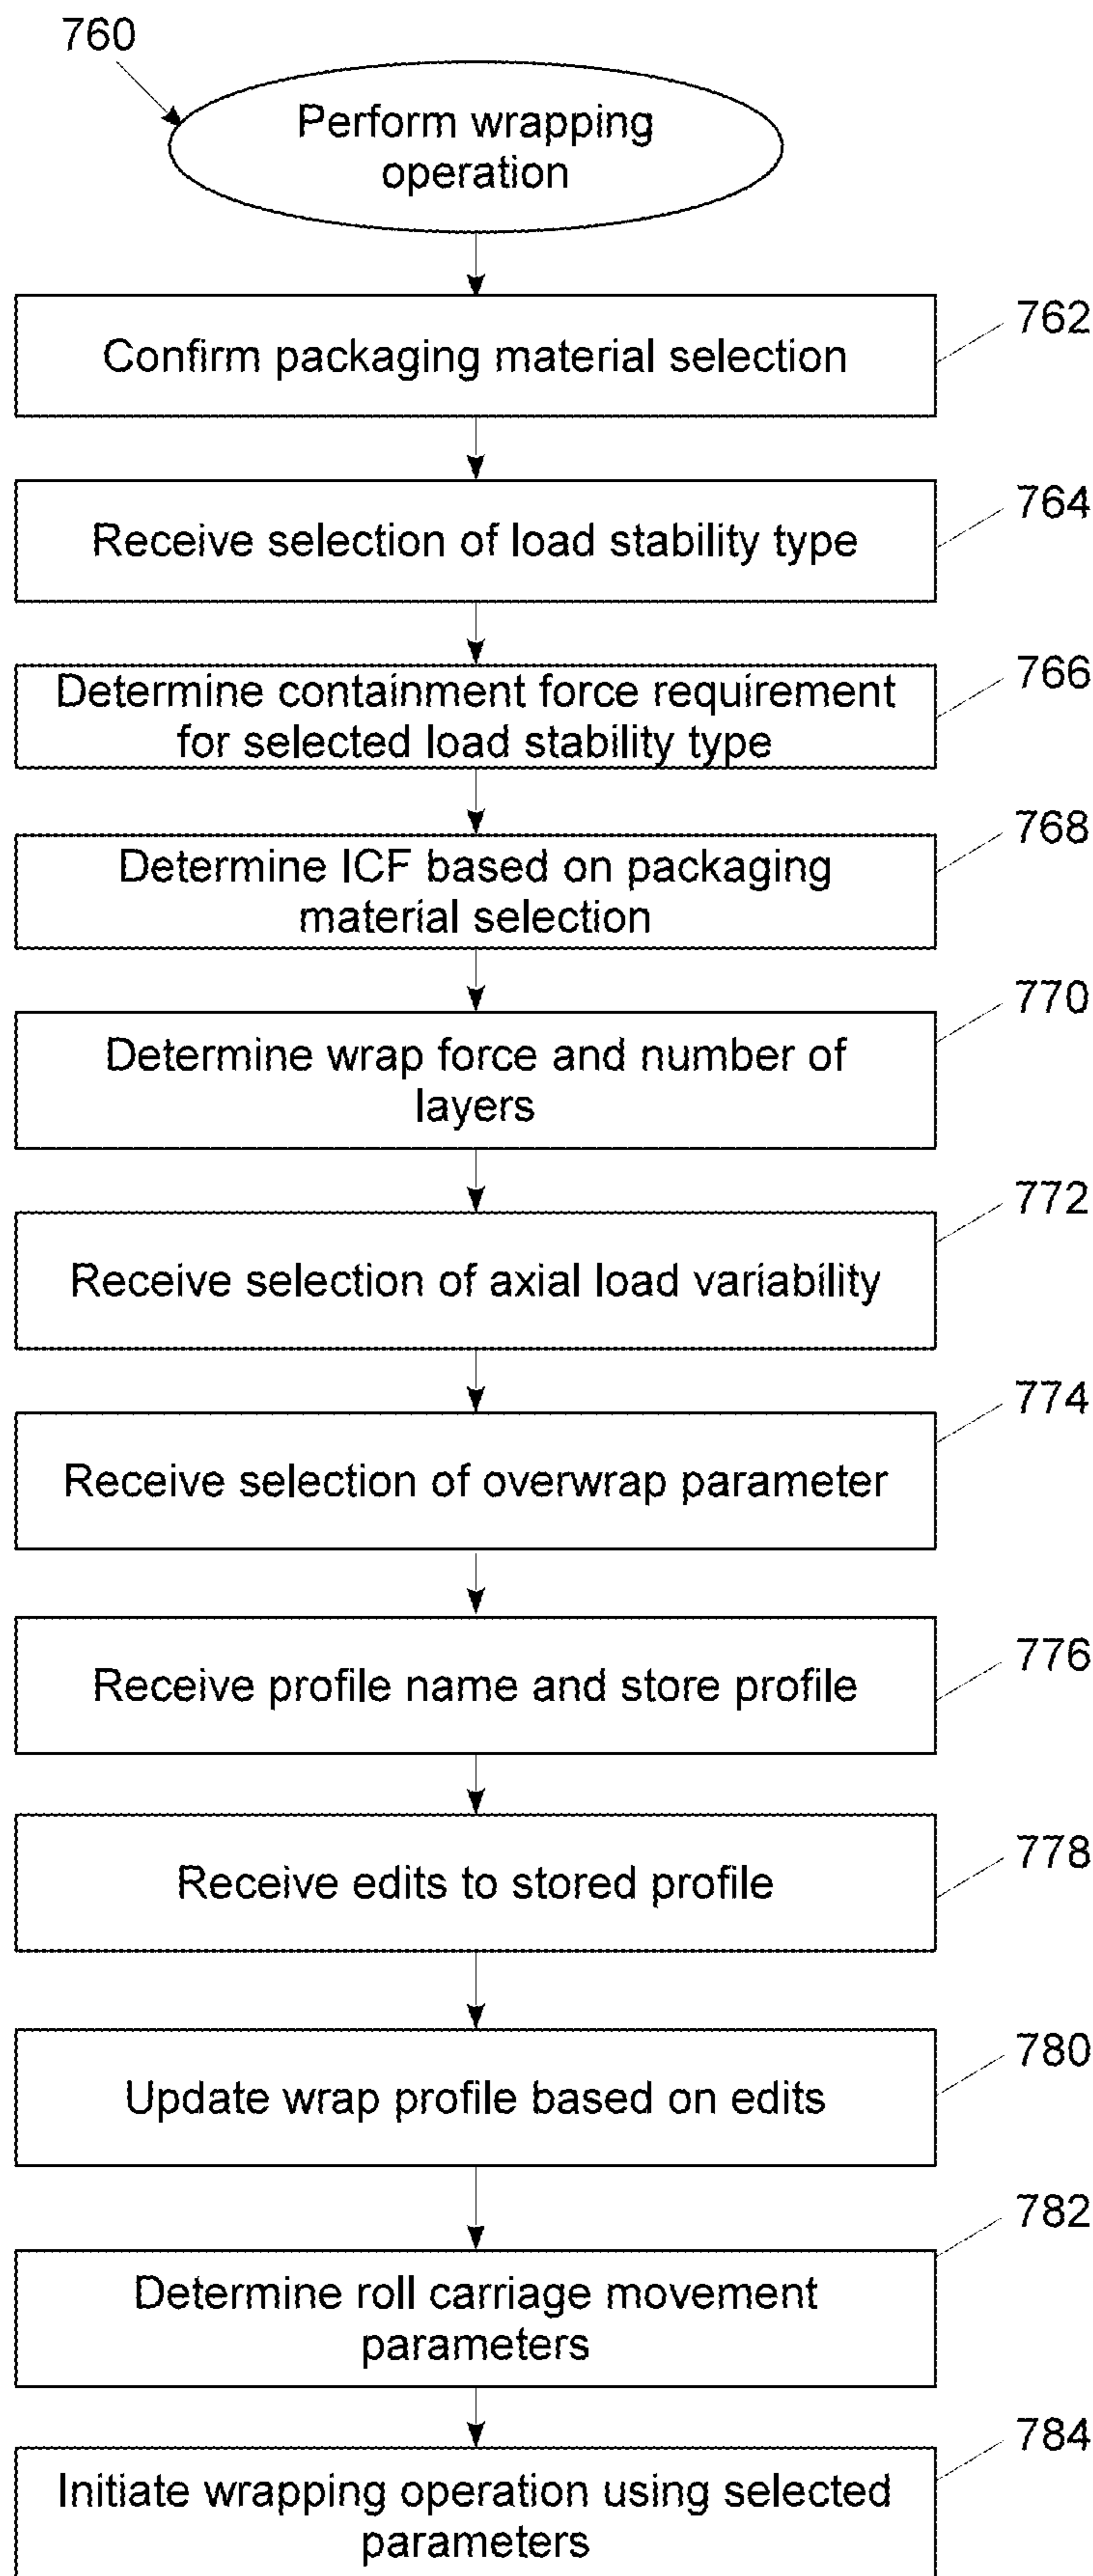 760
Perform wrapping
operation
762
Confirm packaging material selection
764
Receive selection of load stability type
766
Determine containment force requirement
for selected load stability type
768
Determine ICF based on packaging
material selection
770
Determine wrap force and number of
layers
772
Receive selection of axial load variability
774
Receive selection of overwrap parameter
776
Receive profile name and store profile
778
Receive edits to stored profile
780
Update wrap profile based on edits
782
Determine roll carriage movement
parameters
784
Initiate wrapping operation using selected
parameters